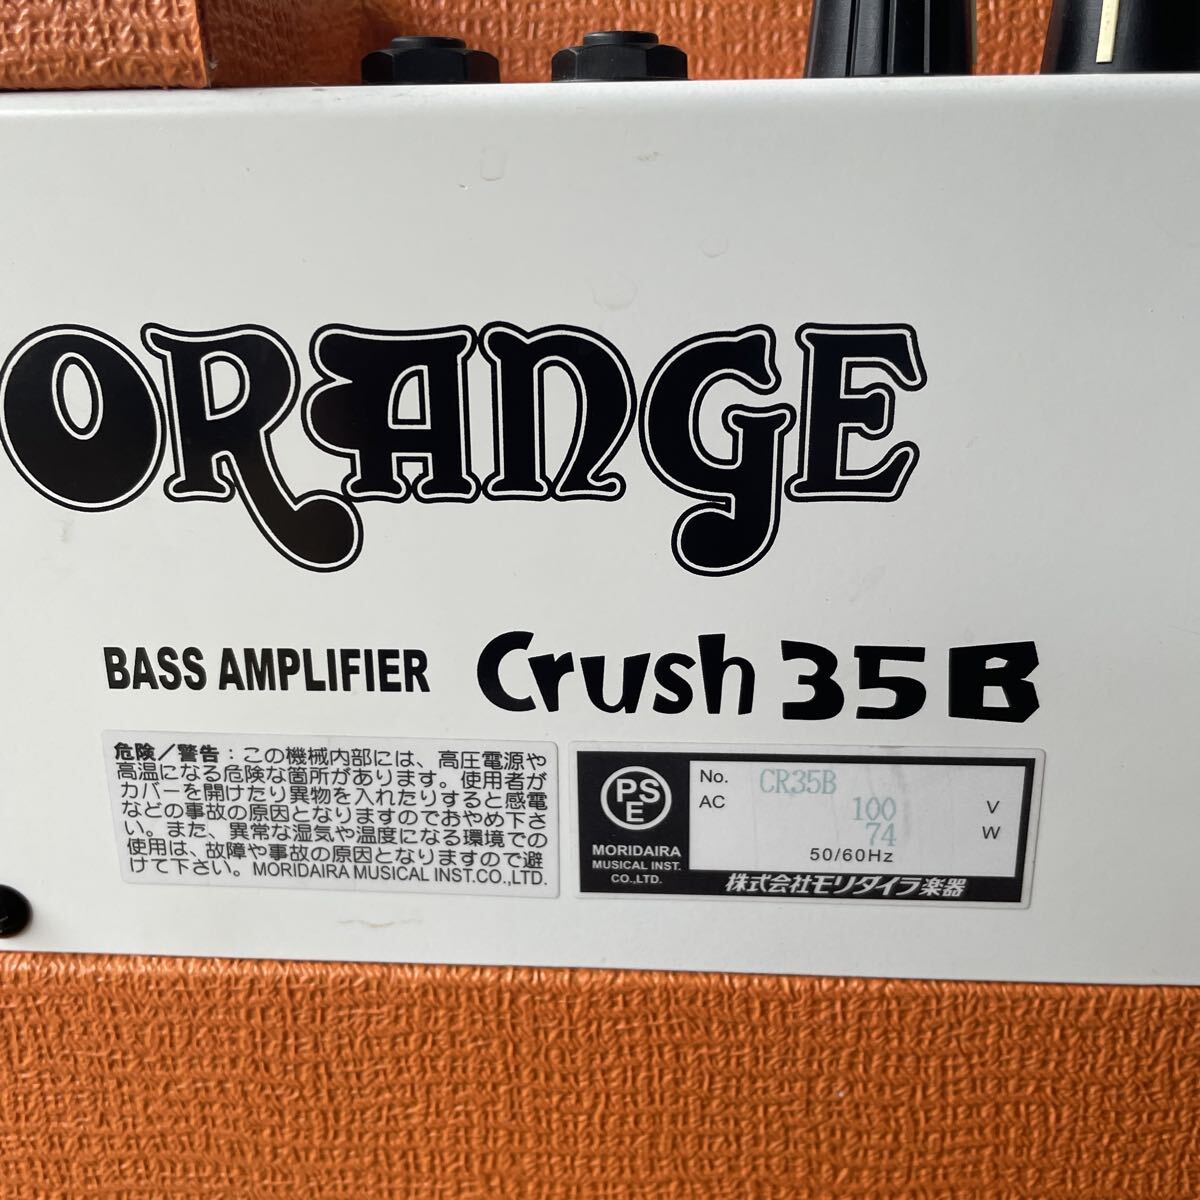 ORANGE
BASS AMPLIFIER Crush 35B
危険／警告：この機械内部には、高圧電源や
高温になる危険な箇所があります。使用者が
カバーを開けたり異物を入れたりすると感電
などの事故の原因となりますのでおやめ下さ
い。また、異常な湿気や温度になる環境での
使用は、故障や事故の原因となりますので避
けて下さい。MORIDAIRA MUSICAL INST.CO.,LTD.
PSE
MORIDAIRA
MUSICAL INST.
CO.,LTD.
No. CR35B
AC 100 V
74 W
50/60Hz
株式会社モリダイラ楽器